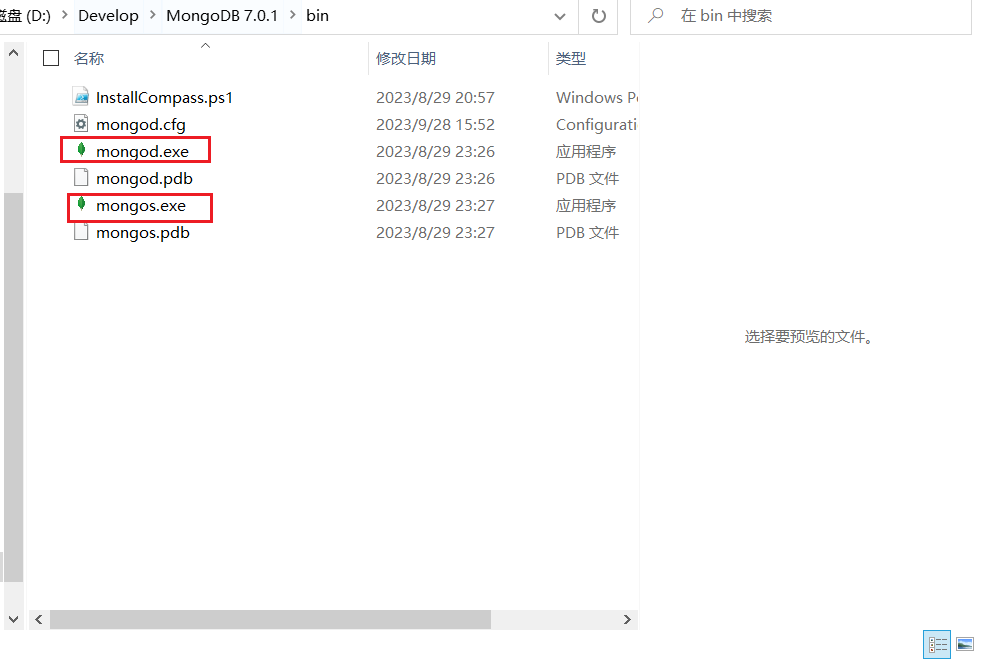 磁盘 (D:) > Develop > MongoDB 7.0.1 > bin 在 bin 中搜索
名称 修改日期 类型
InstallCompass.ps1 2023/8/29 20:57 Windows
mongod.cfg 2023/9/28 15:52 Configurati
mongod.exe 2023/8/29 23:26 应用程序
mongod.pdb 2023/8/29 23:26 PDB 文件
mongos.exe 2023/8/29 23:27 应用程序
mongos.pdb 2023/8/29 23:27 PDB 文件
选择要预览的文件。